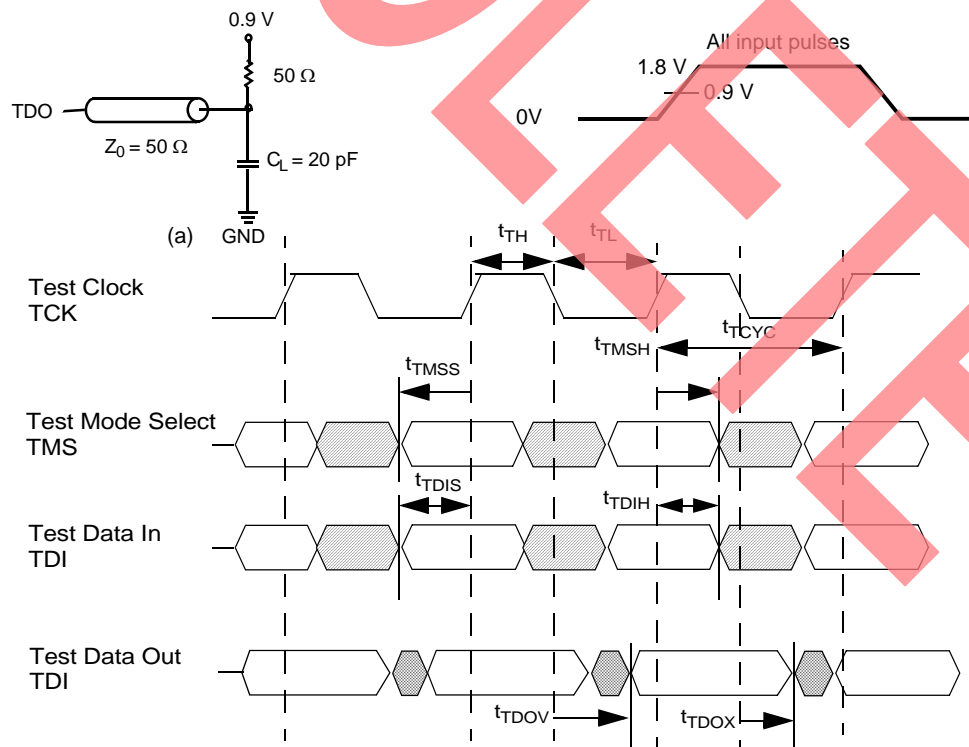 0.9 V
50 Ω
TDO
Z0 = 50 Ω
CL = 20 pF
(a)
GND
All input pulses
1.8 V
0.9 V
0V
tTH
tTL
Test Clock
TCK
tTCYC
tTMSH
tTMSS
Test Mode Select
TMS
tTDIS
tTDIH
Test Data In
TDI
Test Data Out
TDI
tTDOV
tTDOX